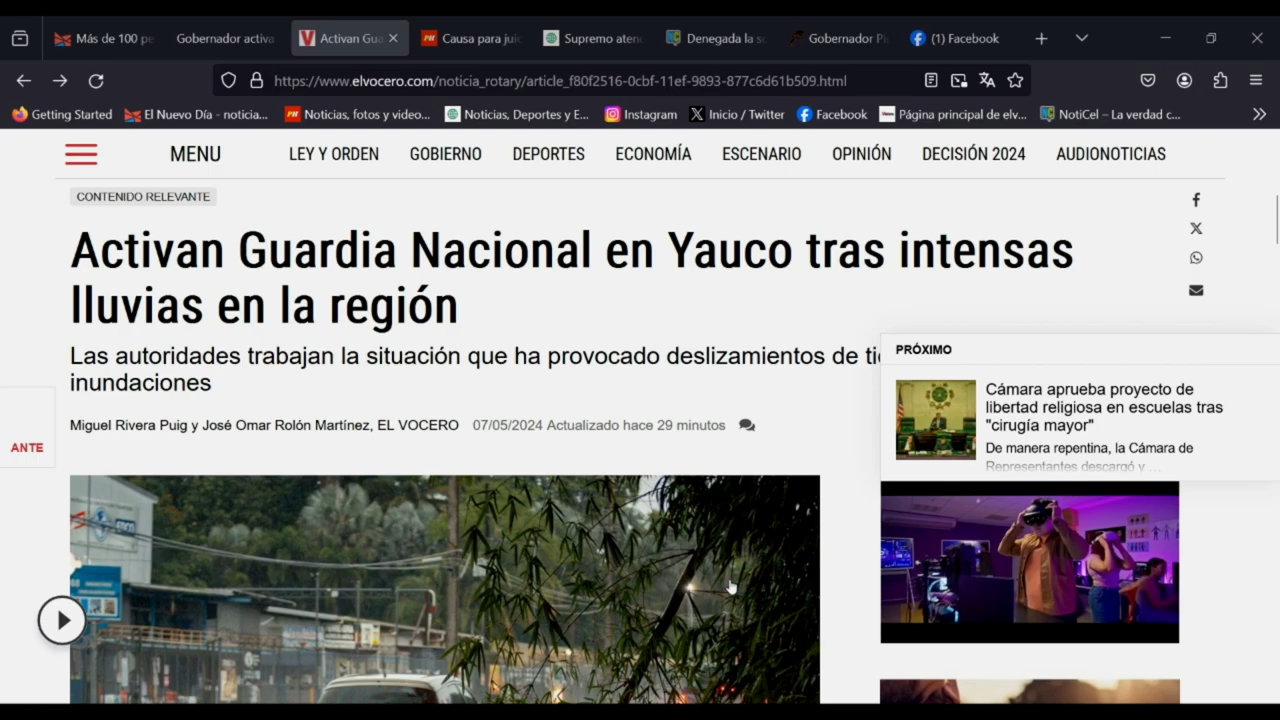 Más de 100 pe
Gobernador activa
Activan Gua
Causa para jui
Supremo aten
Denegada la s
Gobernador Pi
(1) Facebook
https://www.elvocero.com/noticia_rotary/article_f80f2516-0cbf-11ef-9893-877c6d61b509.html
Getting Started
El Nuevo Día - noticia...
Noticias, fotos y video...
Noticias, Deportes y E...
Instagram
Inicio / Twitter
Facebook
Página principal de elv...
NotiCel – La verdad c...
MENU
LEY Y ORDEN
GOBIERNO
DEPORTES
ECONOMÍA
ESCENARIO
OPINIÓN
DECISIÓN 2024
AUDIONOTICIAS
CONTENIDO RELEVANTE
Activan Guardia Nacional en Yauco tras intensas
lluvias en la región
Las autoridades trabajan la situación que ha provocado deslizamientos de
inundaciones
Miguel Rivera Puig y José Omar Rolón Martínez, EL VOCERO 07/05/2024 Actualizado hace 29 minutos
ANTE
PRÓXIMO
Cámara aprueba proyecto de
libertad religiosa en escuelas tras
"cirugía mayor"
De manera repentina, la Cámara de
Representantes descargó y ...